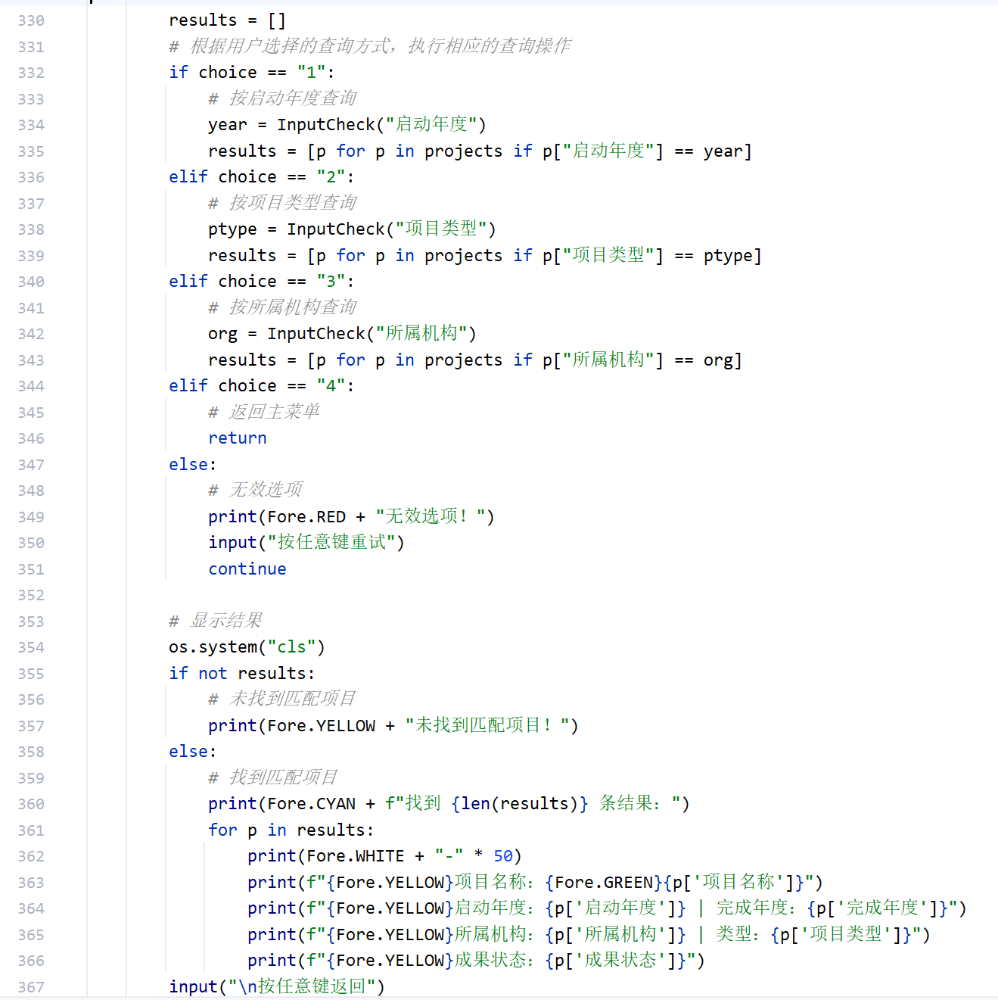 330 results = []
331 # 根据用户选择的查询方式，执行相应的查询操作
332 if choice == "1":
333 # 按启动年度查询
334 year = InputCheck("启动年度")
335 results = [p for p in projects if p["启动年度"] == year]
336 elif choice == "2":
337 # 按项目类型查询
338 ptype = InputCheck("项目类型")
339 results = [p for p in projects if p["项目类型"] == ptype]
340 elif choice == "3":
341 # 按所属机构查询
342 org = InputCheck("所属机构")
343 results = [p for p in projects if p["所属机构"] == org]
344 elif choice == "4":
345 # 返回主菜单
346 return
347 else:
348 # 无效选项
349 print(Fore.RED + "无效选项！")
350 input("按任意键重试")
351 continue
352
353 # 显示结果
354 os.system("cls")
355 if not results:
356 # 未找到匹配项目
357 print(Fore.YELLOW + "未找到匹配项目！")
358 else:
359 # 找到匹配项目
360 print(Fore.CYAN + f"找到 {len(results)} 条结果：")
361 for p in results:
362 print(Fore.WHITE + "-" * 50)
363 print(f"{Fore.YELLOW}项目名称：{Fore.GREEN}{p['项目名称']}")
364 print(f"{Fore.YELLOW}启动年度：{p['启动年度']} | 完成年度：{p['完成年度']}")
365 print(f"{Fore.YELLOW}所属机构：{p['所属机构']} | 类型：{p['项目类型']}")
366 print(f"{Fore.YELLOW}成果状态：{p['成果状态']}")
367 input("\n按任意键返回")